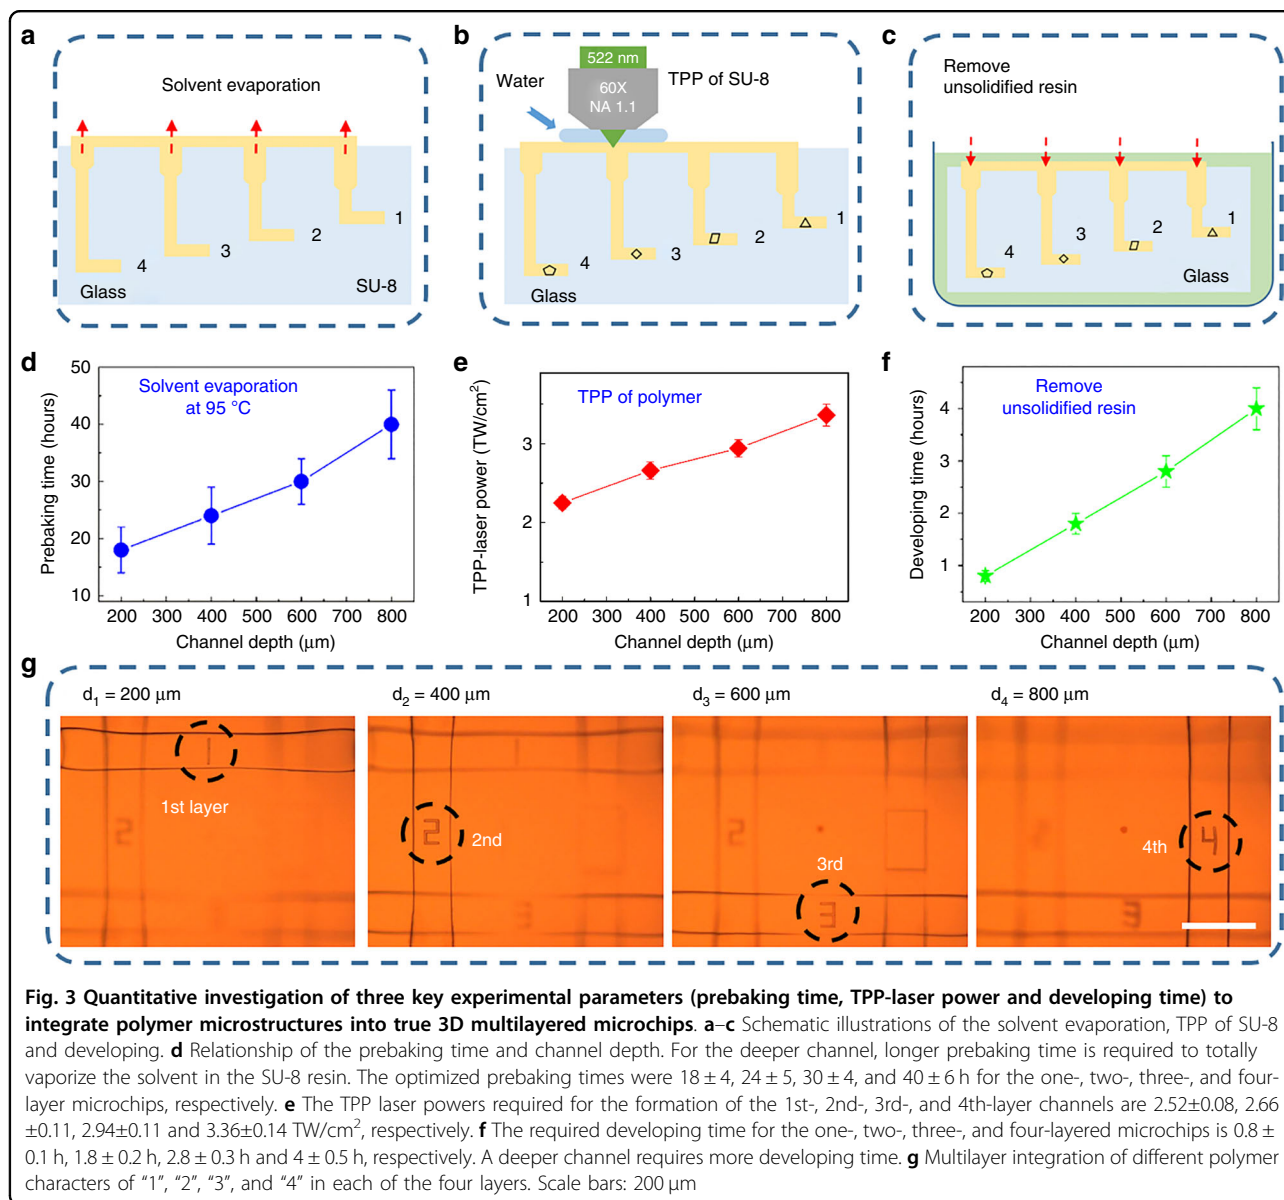 a
Solvent evaporation
1
2
3
4
Glass
SU-8
b
522 nm
60X
NA 1.1
Water
TPP of SU-8
1
2
3
4
Glass
c
Remove
unsolidified resin
1
2
3
4
Glass
d
Solvent evaporation
at 95 °C
Prebaking time (hours)
50
40
30
20
10
200 300 400 500 600 700 800
Channel depth (μm)
e
TPP of polymer
TPP-laser power (TW/cm²)
3
2
1
200 300 400 500 600 700 800
Channel depth (μm)
f
Remove
unsolidified resin
Developing time (hours)
4
3
2
1
200 300 400 500 600 700 800
Channel depth (μm)
g
d₁ = 200 μm
1
1st layer
2
d₂ = 400 μm
2
2nd
3
d₃ = 600 μm
2
3rd
3
d₄ = 800 μm
4th
4
3
Fig. 3 Quantitative investigation of three key experimental parameters (prebaking time, TPP-laser power and developing time) to
integrate polymer microstructures into true 3D multilayered microchips. a–c Schematic illustrations of the solvent evaporation, TPP of SU-8
and developing. d Relationship of the prebaking time and channel depth. For the deeper channel, longer prebaking time is required to totally
vaporize the solvent in the SU-8 resin. The optimized prebaking times were 18 ± 4, 24 ± 5, 30 ± 4, and 40 ± 6 h for the one-, two-, three-, and four-
layer microchips, respectively. e The TPP laser powers required for the formation of the 1st-, 2nd-, 3rd-, and 4th-layer channels are 2.52±0.08, 2.66
±0.11, 2.94±0.11 and 3.36±0.14 TW/cm², respectively. f The required developing time for the one-, two-, three-, and four-layered microchips is 0.8 ±
0.1 h, 1.8 ± 0.2 h, 2.8 ± 0.3 h and 4 ± 0.5 h, respectively. A deeper channel requires more developing time. g Multilayer integration of different polymer
characters of “1”, “2”, “3”, and “4” in each of the four layers. Scale bars: 200 μm